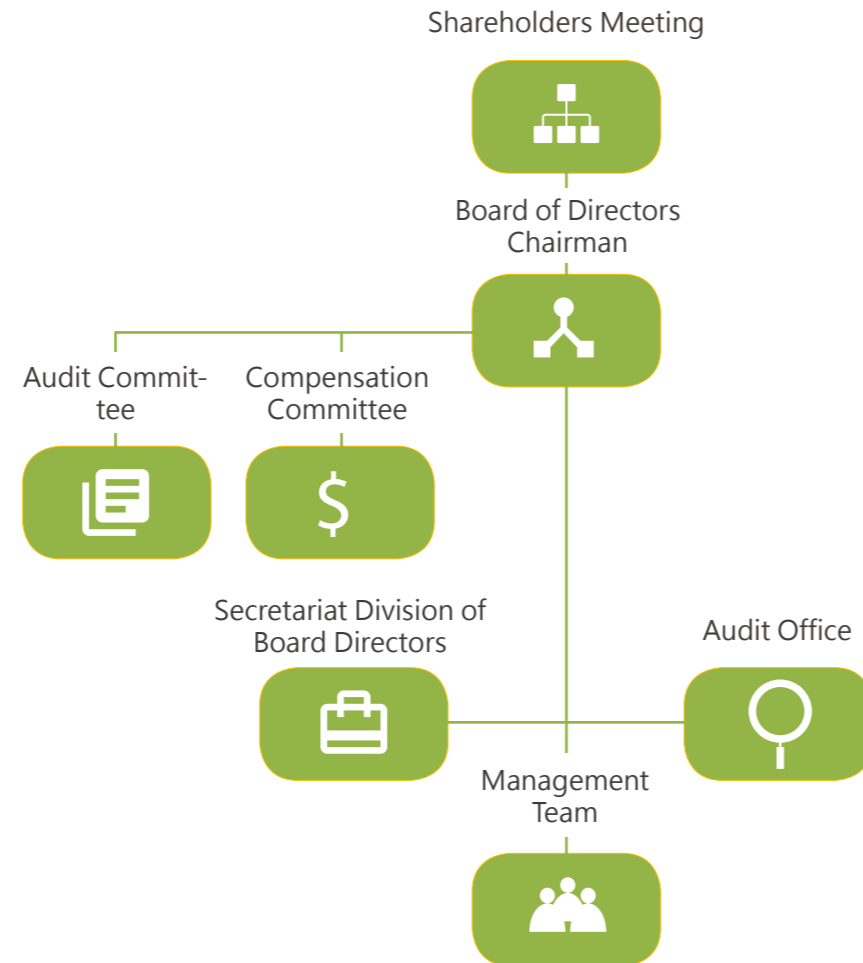 Shareholders Meeting
Board of Directors
Chairman
Audit Commit-
tee
Compensation
Committee
$
Secretariat Division of
Board Directors
Audit Office
Management
Team